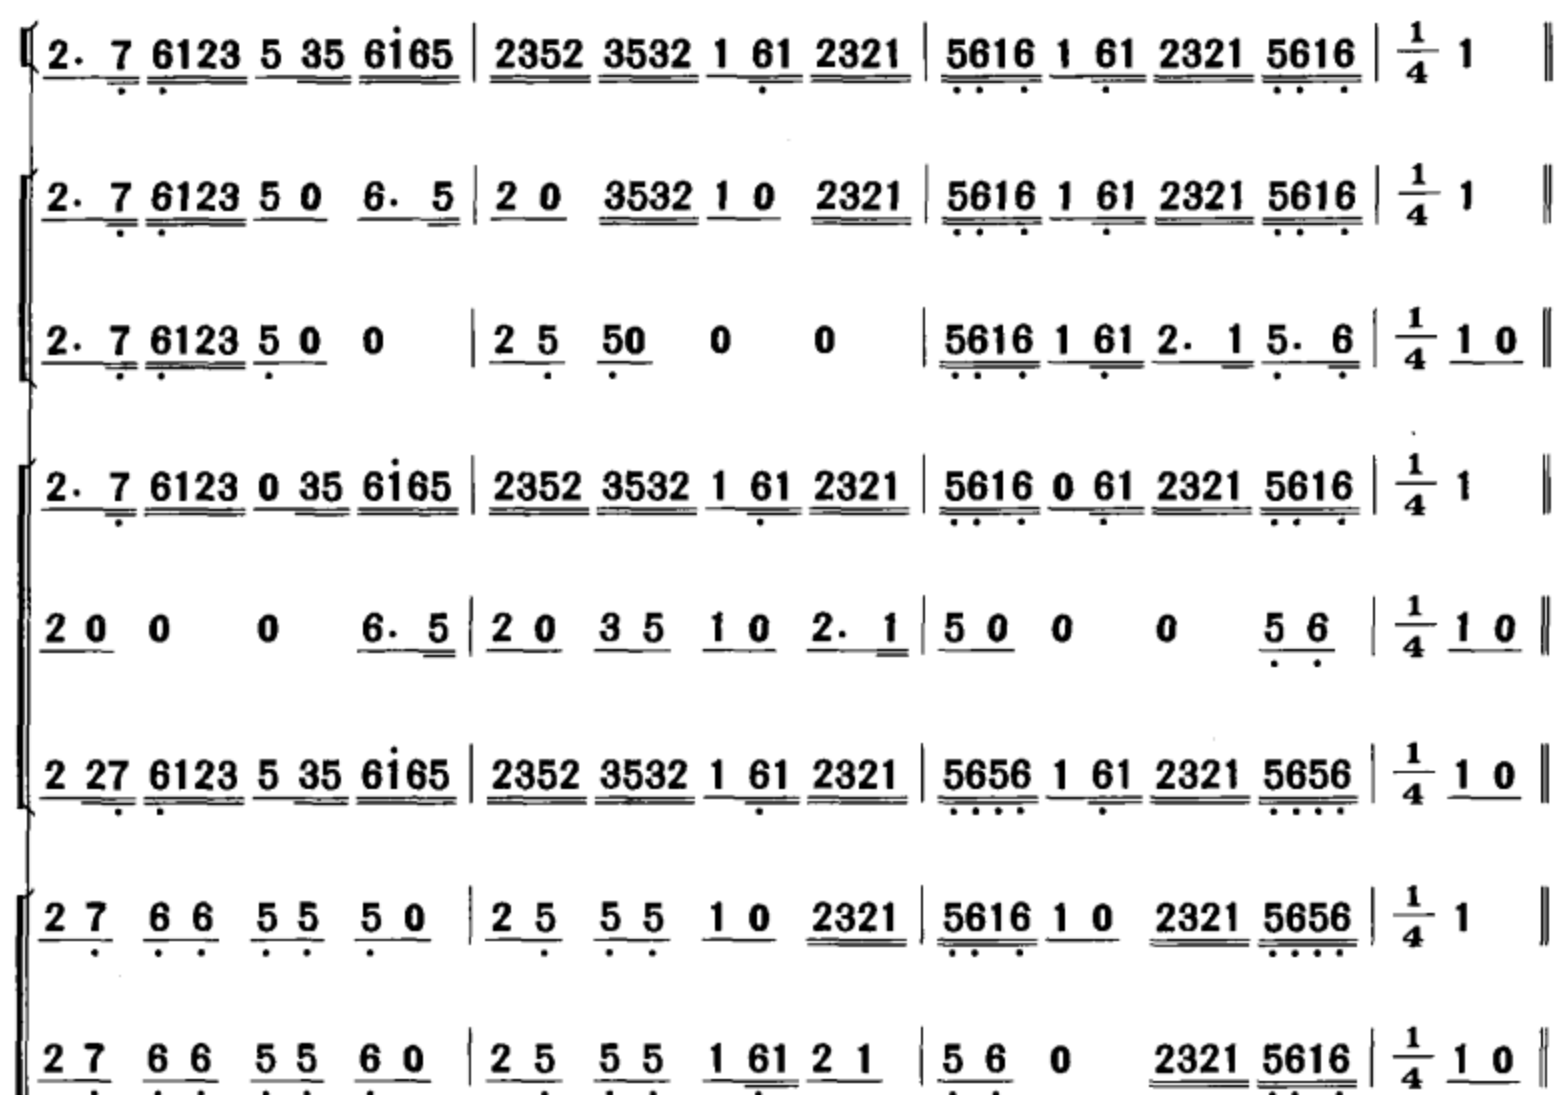 2. 7 6123 5 35 6i65 | 2352 3532 1 61 2321 | 5616 1 61 2321 5616 | 1/4 1 ‖
2. 7 6123 5 0 6. 5 | 2 0 3532 1 0 2321 | 5616 1 61 2321 5616 | 1/4 1 ‖
2. 7 6123 5 0 0 | 2 5 50 0 0 | 5616 1 61 2. 1 5. 6 | 1/4 1 0 ‖
2. 7 6123 0 35 6i65 | 2352 3532 1 61 2321 | 5616 0 61 2321 5616 | 1/4 1 ‖
2 0 0 0 6. 5 | 2 0 3 5 1 0 2. 1 | 5 0 0 0 5 6 | 1/4 1 0 ‖
2 27 6123 5 35 6i65 | 2352 3532 1 61 2321 | 5656 1 61 2321 5656 | 1/4 1 0 ‖
2 7 6 6 5 5 5 0 | 2 5 5 5 1 0 2321 | 5616 1 0 2321 5656 | 1/4 1 ‖
2 7 6 6 5 5 6 0 | 2 5 5 5 1 61 2 1 | 5 6 0 2321 5616 | 1/4 1 0 ‖